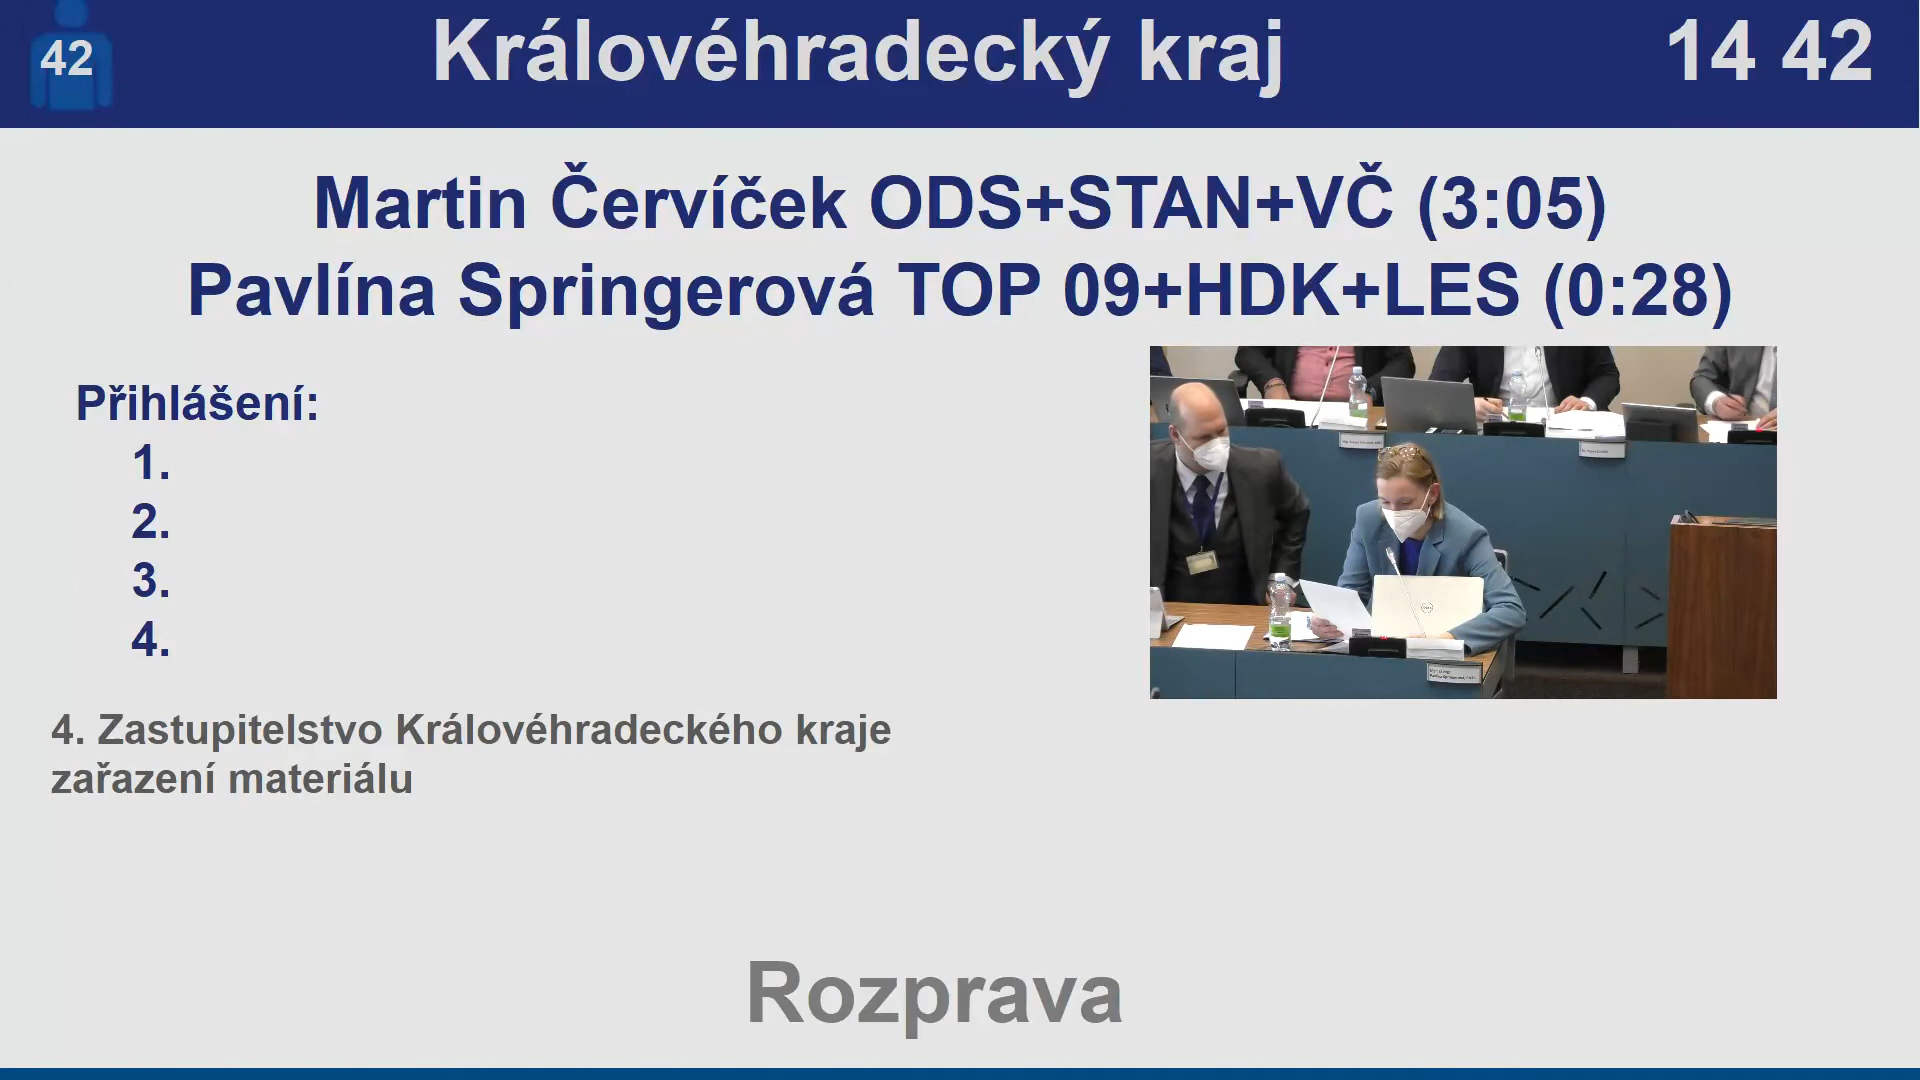 42
Královéhradecký kraj
14 42
Martin Červíček ODS+STAN+VČ (3:05)
Pavlína Springerová TOP 09+HDK+LES (0:28)
Přihlášení:
1.
2.
3.
4.
4. Zastupitelstvo Královéhradeckého kraje
zařazení materiálu
Rozprava